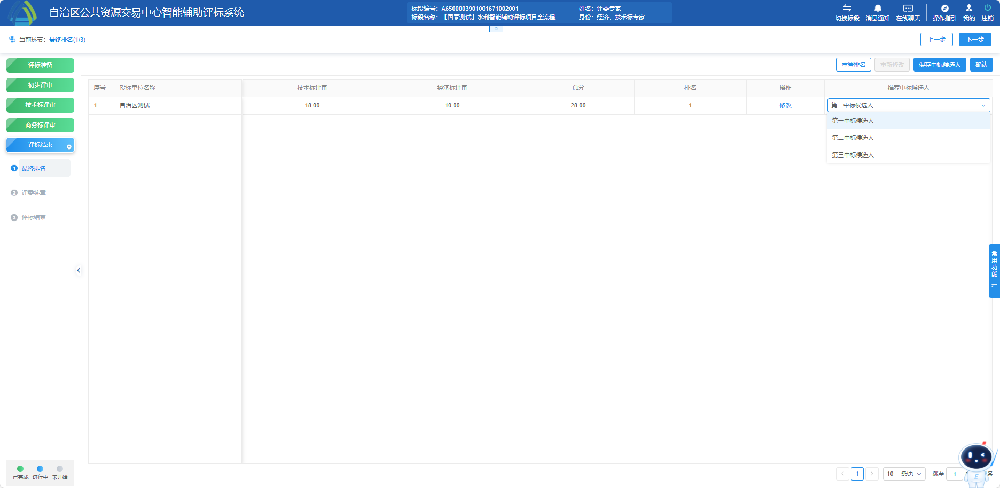 自治区公共资源交易中心智能辅助评标系统
标段编号：A6500003901001671002001
标段名称：【国泰测试】水利智能辅助评标项目全流程...
姓名：评委专家
身份：经济、技术标专家
切换标段 消息通知 在线聊天 操作指引 我的 注销
当前环节：最终排名(1/3)
上一步 下一步
评标准备
初步评审
技术标评审
商务标评审
评标结束
1 最终排名
2 评委签章
3 评标结束
重置排名 重新修改 保存中标候选人 确认
序号 投标单位名称 技术标评审 经济标评审 总分 排名 操作 推荐中标候选人
1 自治区测试一 18.00 10.00 28.00 1 修改 第一中标候选人
第一中标候选人
第二中标候选人
第三中标候选人
常用功能
已完成 进行中 未开始
1 10 条/页 跳至 1 条
E